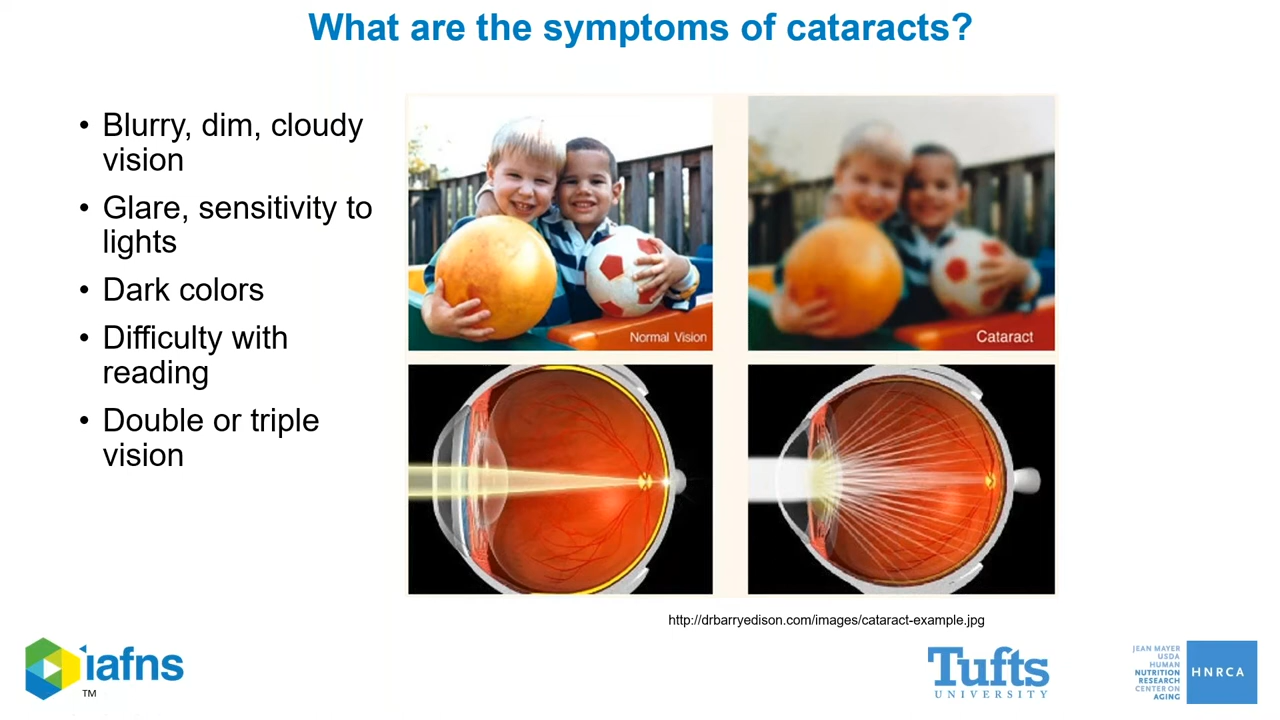 What are the symptoms of cataracts?
• Blurry, dim, cloudy
vision
• Glare, sensitivity to
lights
• Dark colors
• Difficulty with
reading
• Double or triple
vision
Normal Vision
Cataract
http://drbarryedison.com/images/cataract-example.jpg
iafns
TM
Tufts
UNIVERSITY
JEAN MAYER
USDA
HUMAN
NUTRITION
RESEARCH
CENTER ON
AGING
HNRCA